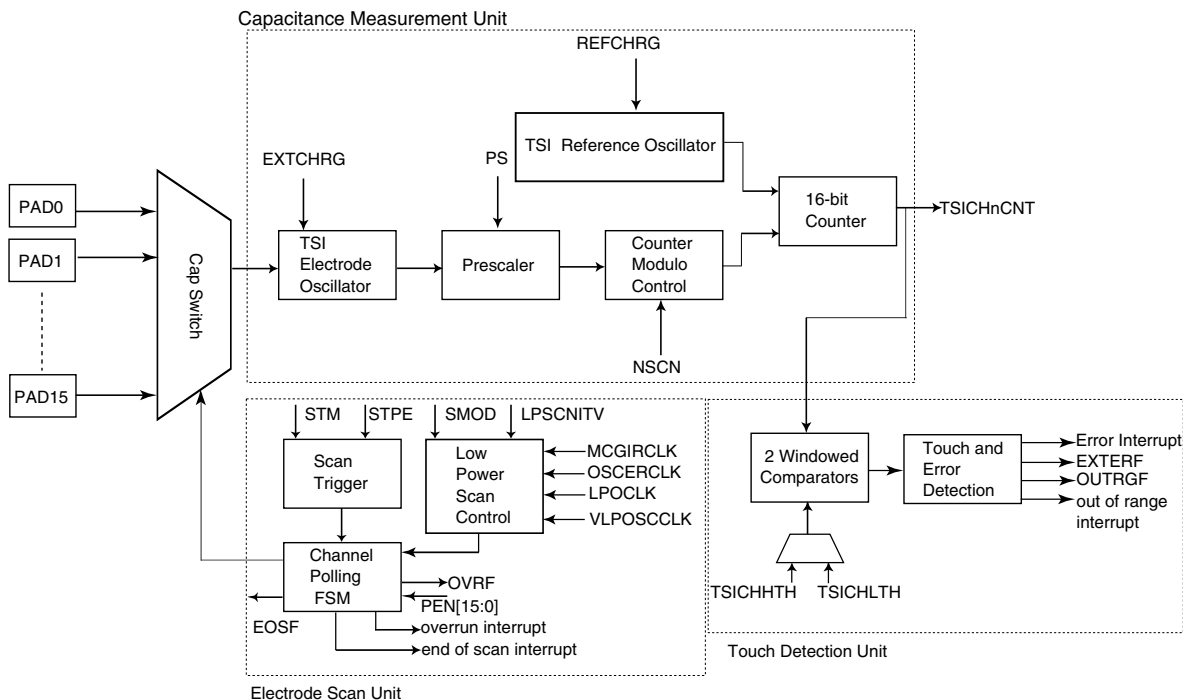 Capacitance Measurement Unit
REFCHRG
TSI Reference Oscillator
EXTCHRG
PS
PAD0
PAD1
PAD15
Cap Switch
TSI
Electrode
Oscillator
Prescaler
Counter
Modulo
Control
16-bit
Counter
TSICHnCNT
NSCN
STM
STPE
SMOD
LPSCNITV
Scan
Trigger
Low
Power
Scan
Control
MCGIRCLK
OSCERCLK
LPOCLK
VLPOSCCLK
Channel
Polling
FSM
OVRF
PEN[15:0]
EOSF
overrun interrupt
end of scan interrupt
Electrode Scan Unit
2 Windowed
Comparators
Touch and
Error
Detection
Error Interrupt
EXTERF
OUTRGF
out of range
interrupt
TSICHHTH
TSICHLTH
Touch Detection Unit